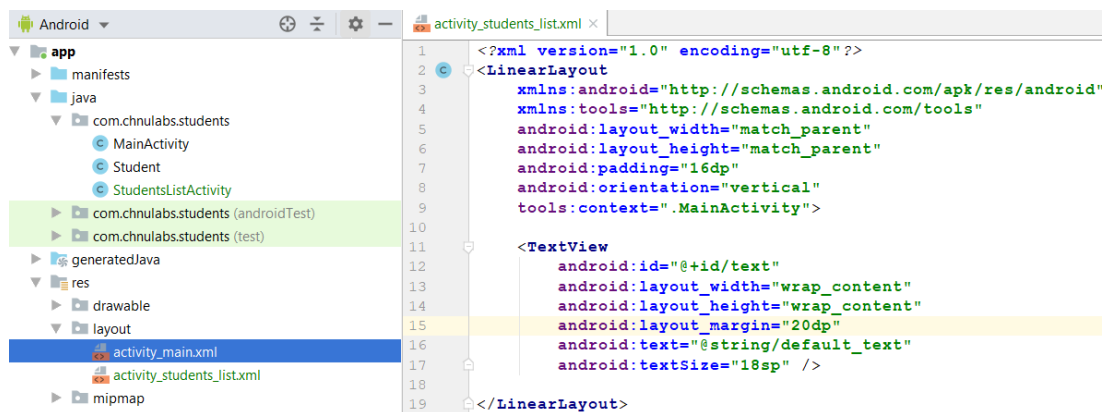 Android
app
manifests
java
com.chnulabs.students
MainActivity
Student
StudentsListActivity
com.chnulabs.students (androidTest)
com.chnulabs.students (test)
generatedJava
res
drawable
layout
activity_main.xml
activity_students_list.xml
mipmap
activity_students_list.xml
1 <?xml version="1.0" encoding="utf-8"?>
2 C <LinearLayout
3 xmlns:android="http://schemas.android.com/apk/res/android"
4 xmlns:tools="http://schemas.android.com/tools"
5 android:layout_width="match_parent"
6 android:layout_height="match_parent"
7 android:padding="16dp"
8 android:orientation="vertical"
9 tools:context=".MainActivity">
10
11 <TextView
12 android:id="@+id/text"
13 android:layout_width="wrap_content"
14 android:layout_height="wrap_content"
15 android:layout_margin="20dp"
16 android:text="@string/default_text"
17 android:textSize="18sp" />
18
19 </LinearLayout>